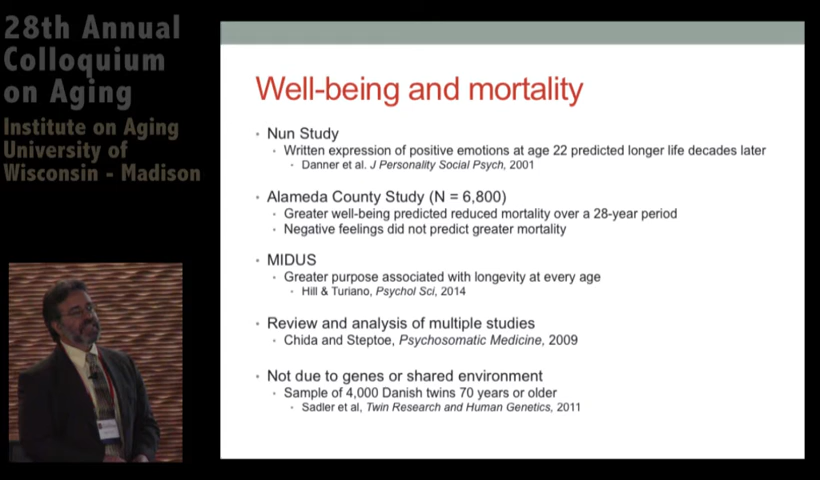 28th Annual
Colloquium
on Aging
Institute on Aging
University of
Wisconsin - Madison
Well-being and mortality
• Nun Study
• Written expression of positive emotions at age 22 predicted longer life decades later
• Danner et al. J Personality Social Psych, 2001
• Alameda County Study (N = 6,800)
• Greater well-being predicted reduced mortality over a 28-year period
• Negative feelings did not predict greater mortality
• MIDUS
• Greater purpose associated with longevity at every age
• Hill & Turiano, Psychol Sci, 2014
• Review and analysis of multiple studies
• Chida and Steptoe, Psychosomatic Medicine, 2009
• Not due to genes or shared environment
• Sample of 4,000 Danish twins 70 years or older
• Sadler et al, Twin Research and Human Genetics, 2011